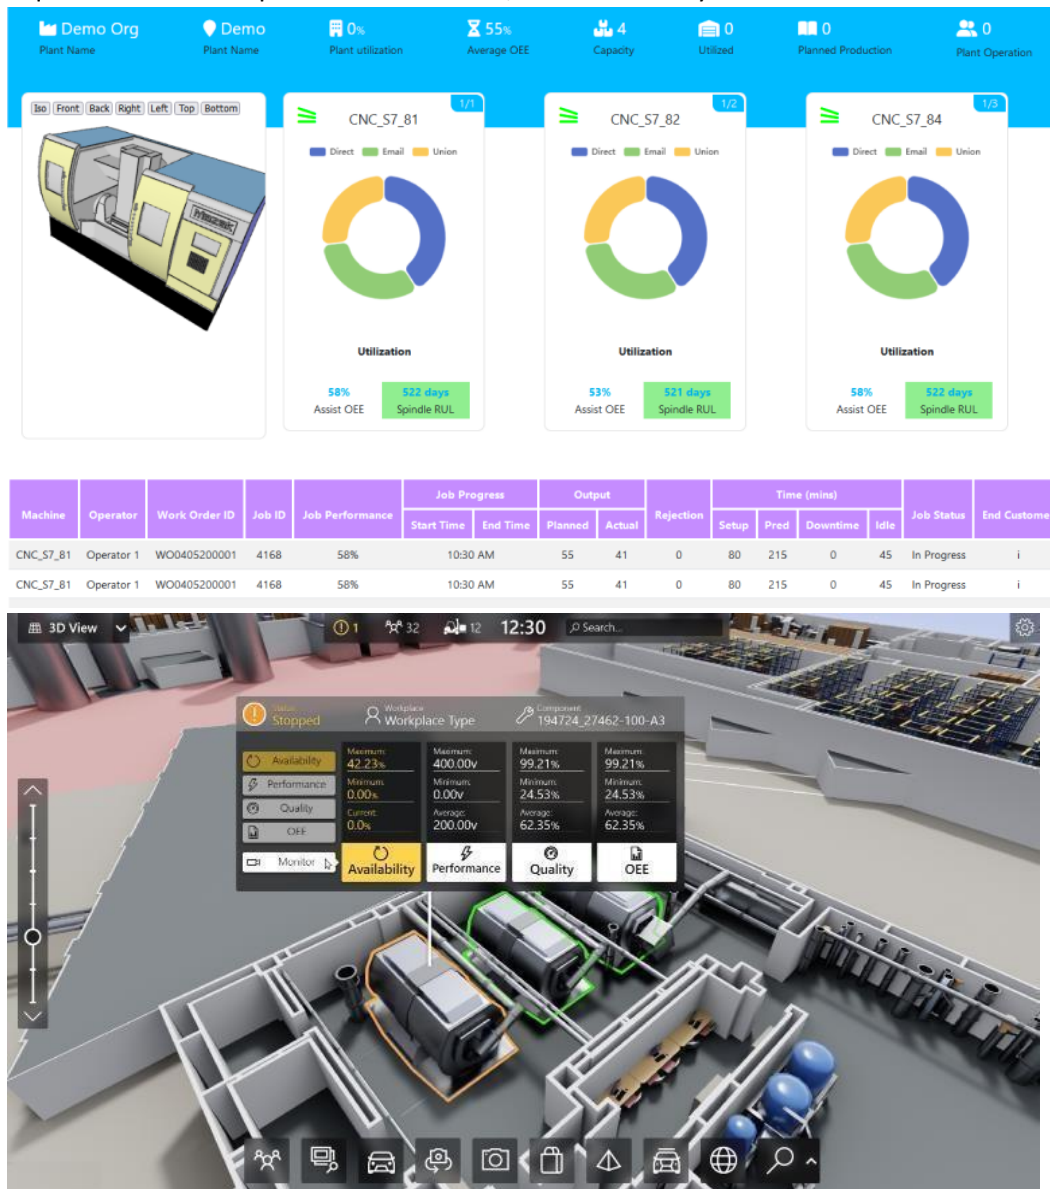 Demo Org Demo 0% 55% 4 0 0 0
Plant Name Plant Name Plant utilization Average OEE Capacity Utilized Planned Production Plant Operation
Iso Front Back Right Left Top Bottom
Mazak
1/1
CNC_S7_81
Direct Email Union
Utilization
58% 522 days
Assist OEE Spindle RUL
1/2
CNC_S7_82
Direct Email Union
Utilization
53% 521 days
Assist OEE Spindle RUL
1/3
CNC_S7_84
Direct Email Union
Utilization
58% 522 days
Assist OEE Spindle RUL
Job Progress Output Time (mins)
Machine Operator Work Order ID Job ID Job Performance Rejection Job Status End Custome
Start Time End Time Planned Actual Setup Pred Downtime Idle
CNC_S7_81 Operator 1 WO0405200001 4168 58% 10:30 AM 55 41 0 80 215 0 45 In Progress i
CNC_S7_81 Operator 1 WO0405200001 4168 58% 10:30 AM 55 41 0 80 215 0 45 In Progress i
3D View 1 32 12 12:30 Search...
Status Workplace Component
Stopped Workplace Type 194724_27462-100-A3
Availability
Performance
Quality
OEE
Monitor
Maximum: Maximum: Maximum: Maximum:
42.23% 400.00v 99.21% 99.21%
Minimum: Minimum: Minimum: Minimum:
0.00% 0.00v 24.53% 24.53%
Current: Average: Average: Average:
0.0% 200.00v 62.35% 62.35%
Availability Performance Quality OEE